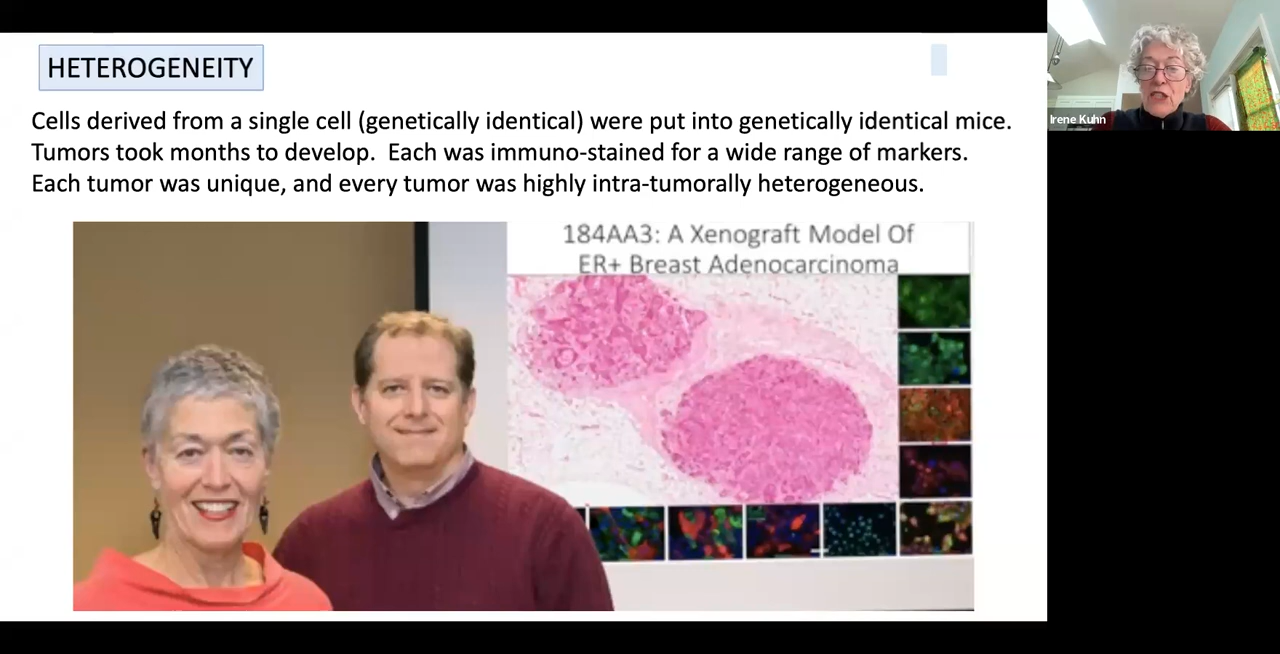 HETEROGENEITY
Cells derived from a single cell (genetically identical) were put into genetically identical mice.
Tumors took months to develop.  Each was immuno-stained for a wide range of markers.
Each tumor was unique, and every tumor was highly intra-tumorally heterogeneous.
184AA3: A Xenograft Model Of
ER+ Breast Adenocarcinoma
Irene Kuhn